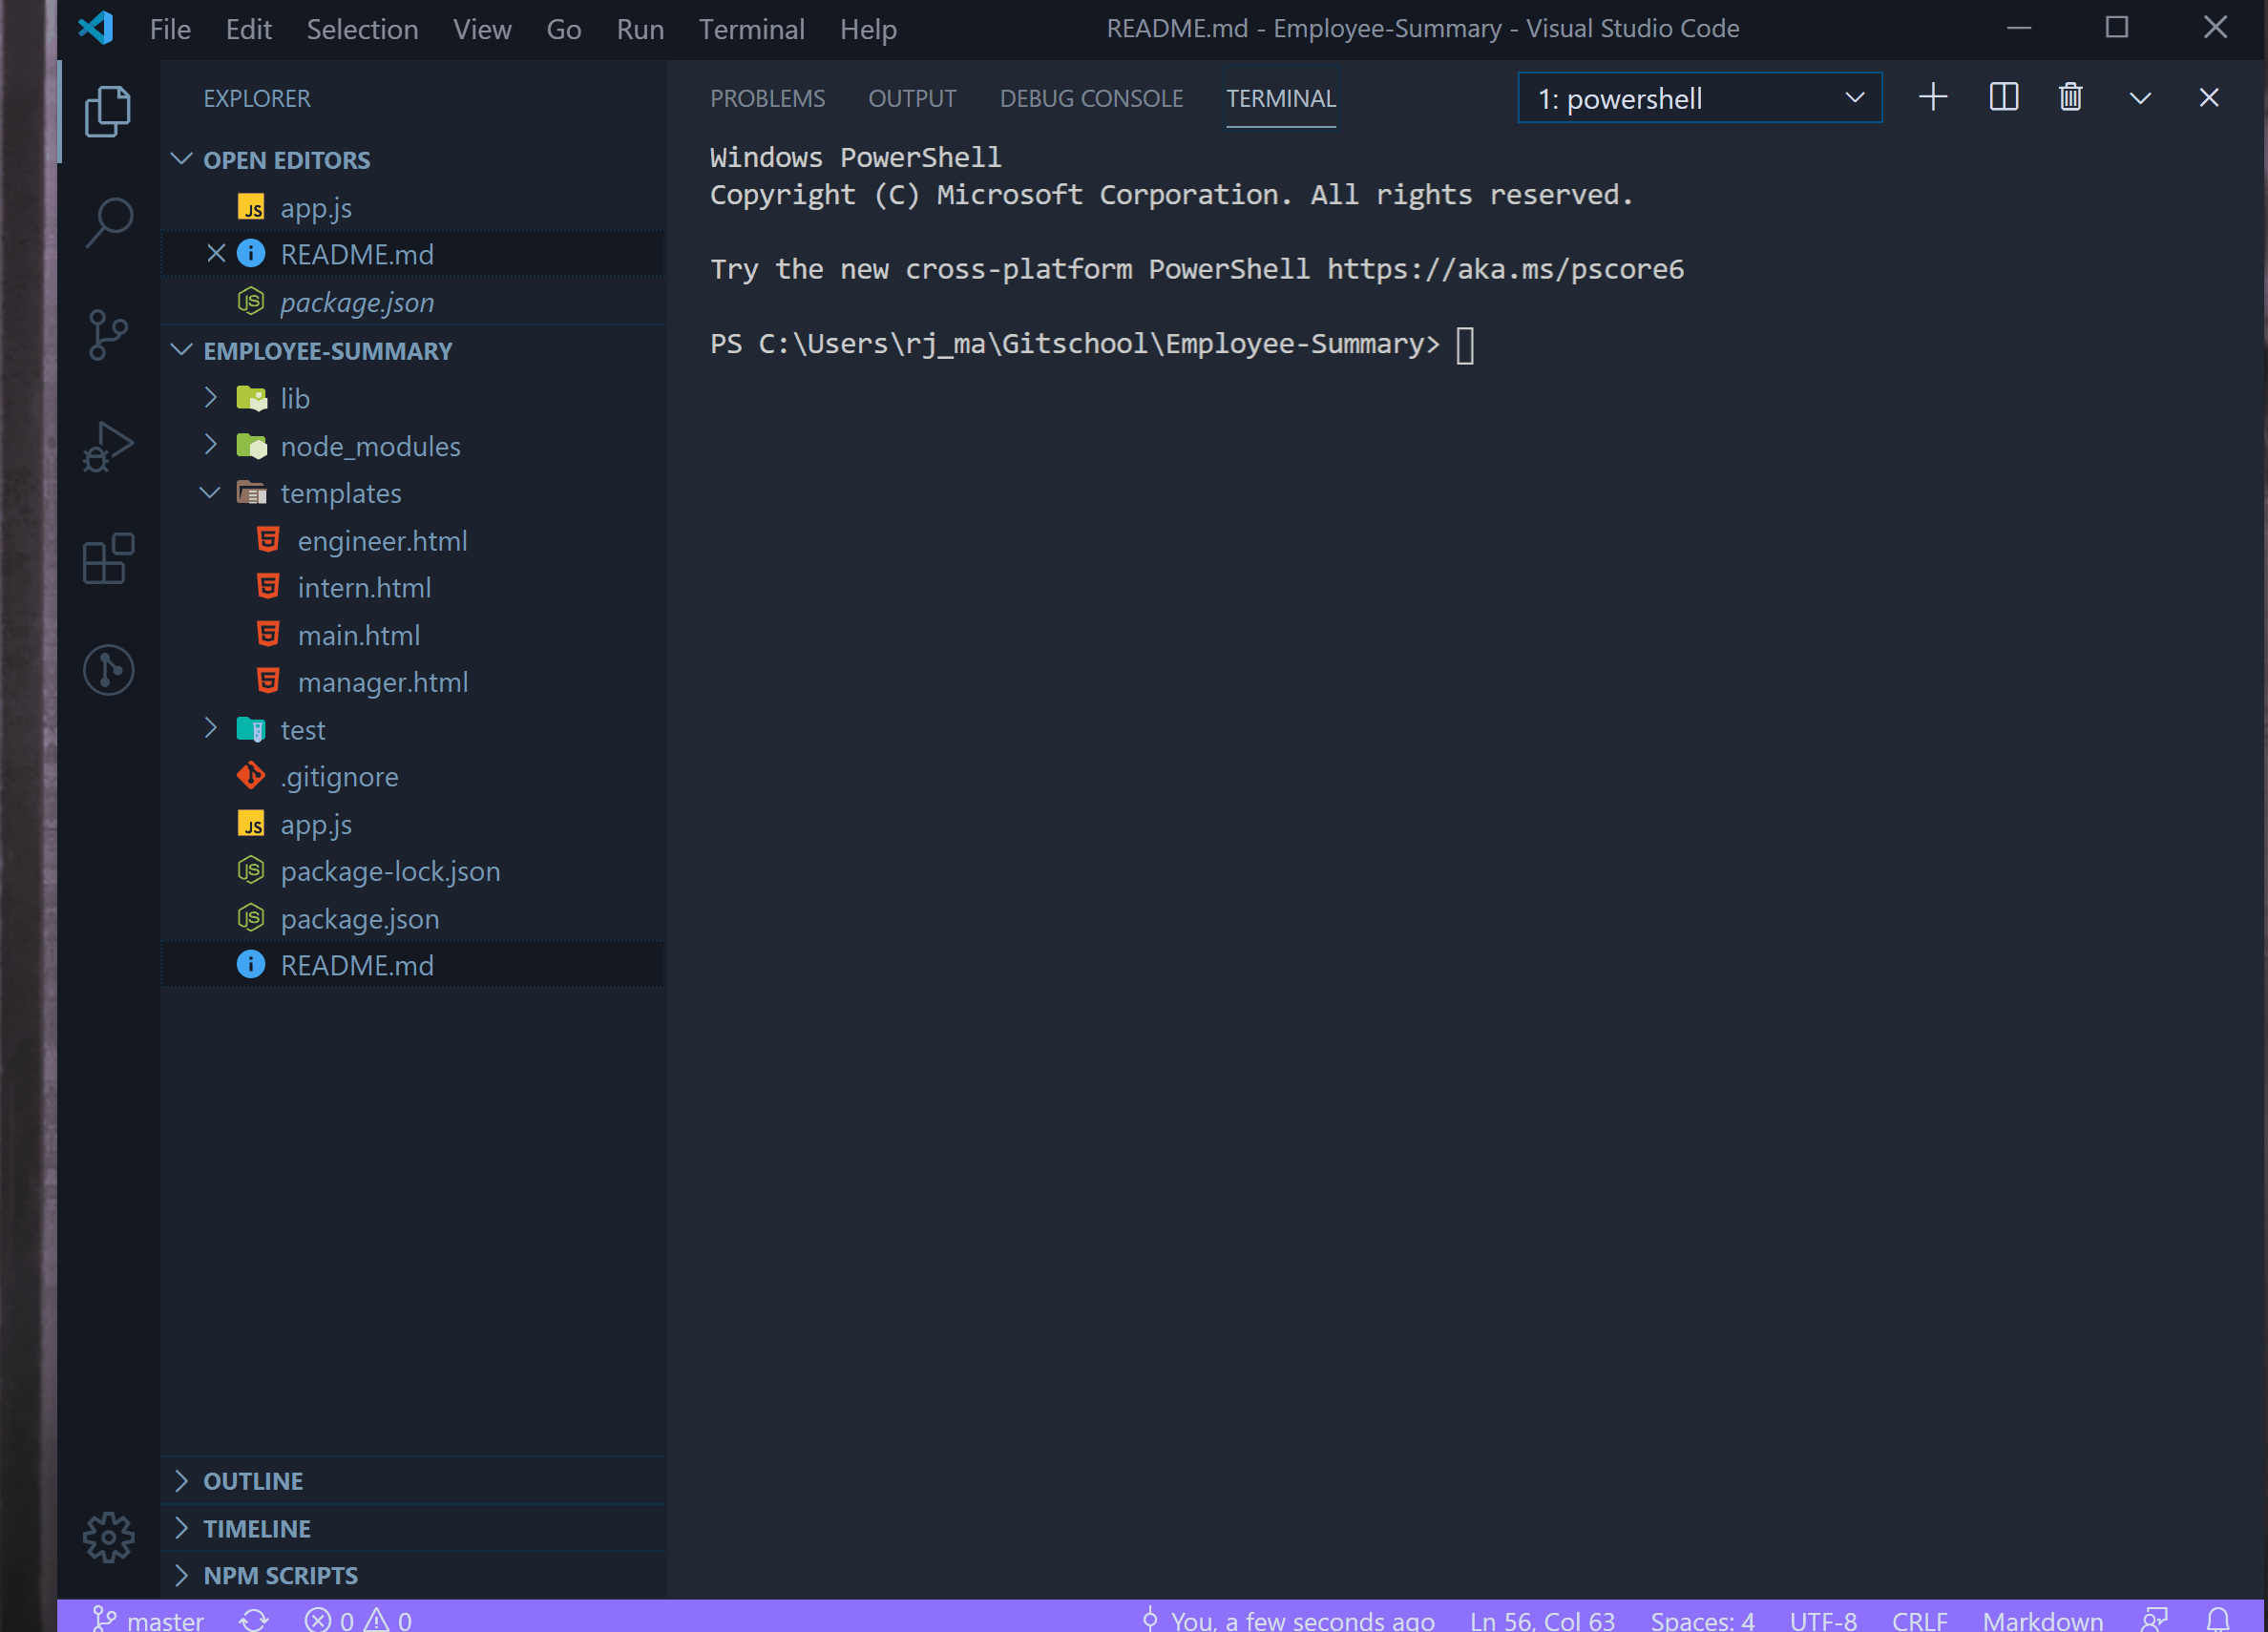 File Edit Selection View Go Run Terminal Help README.md - Employee-Summary - Visual Studio Code
EXPLORER
OPEN EDITORS
JS app.js
README.md
JS package.json
EMPLOYEE-SUMMARY
lib
node_modules
templates
engineer.html
intern.html
main.html
manager.html
test
.gitignore
JS app.js
JS package-lock.json
JS package.json
README.md
OUTLINE
TIMELINE
NPM SCRIPTS
PROBLEMS OUTPUT DEBUG CONSOLE TERMINAL 1: powershell
Windows PowerShell
Copyright (C) Microsoft Corporation. All rights reserved.
Try the new cross-platform PowerShell https://aka.ms/pscore6
PS C:\Users\rj_ma\Gitschool\Employee-Summary>
master 0 0 You, a few seconds ago Ln 56, Col 63 Spaces: 4 UTF-8 CRLF Markdown